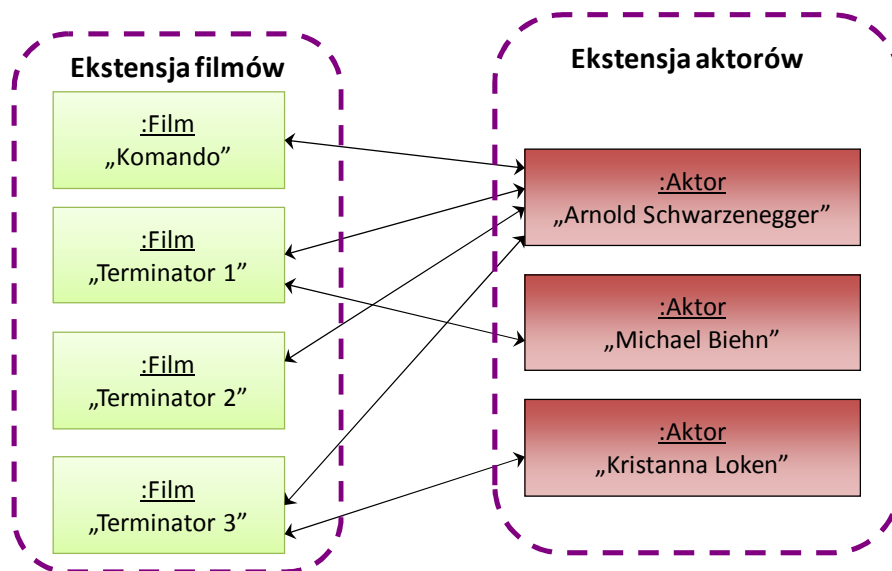 Ekstensja filmów
:Film
„Komando”
:Film
„Terminator 1”
:Film
„Terminator 2”
:Film
„Terminator 3”
Ekstensja aktorów
:Aktor
„Arnold Schwarzenegger”
:Aktor
„Michael Biehn”
:Aktor
„Kristanna Loken”